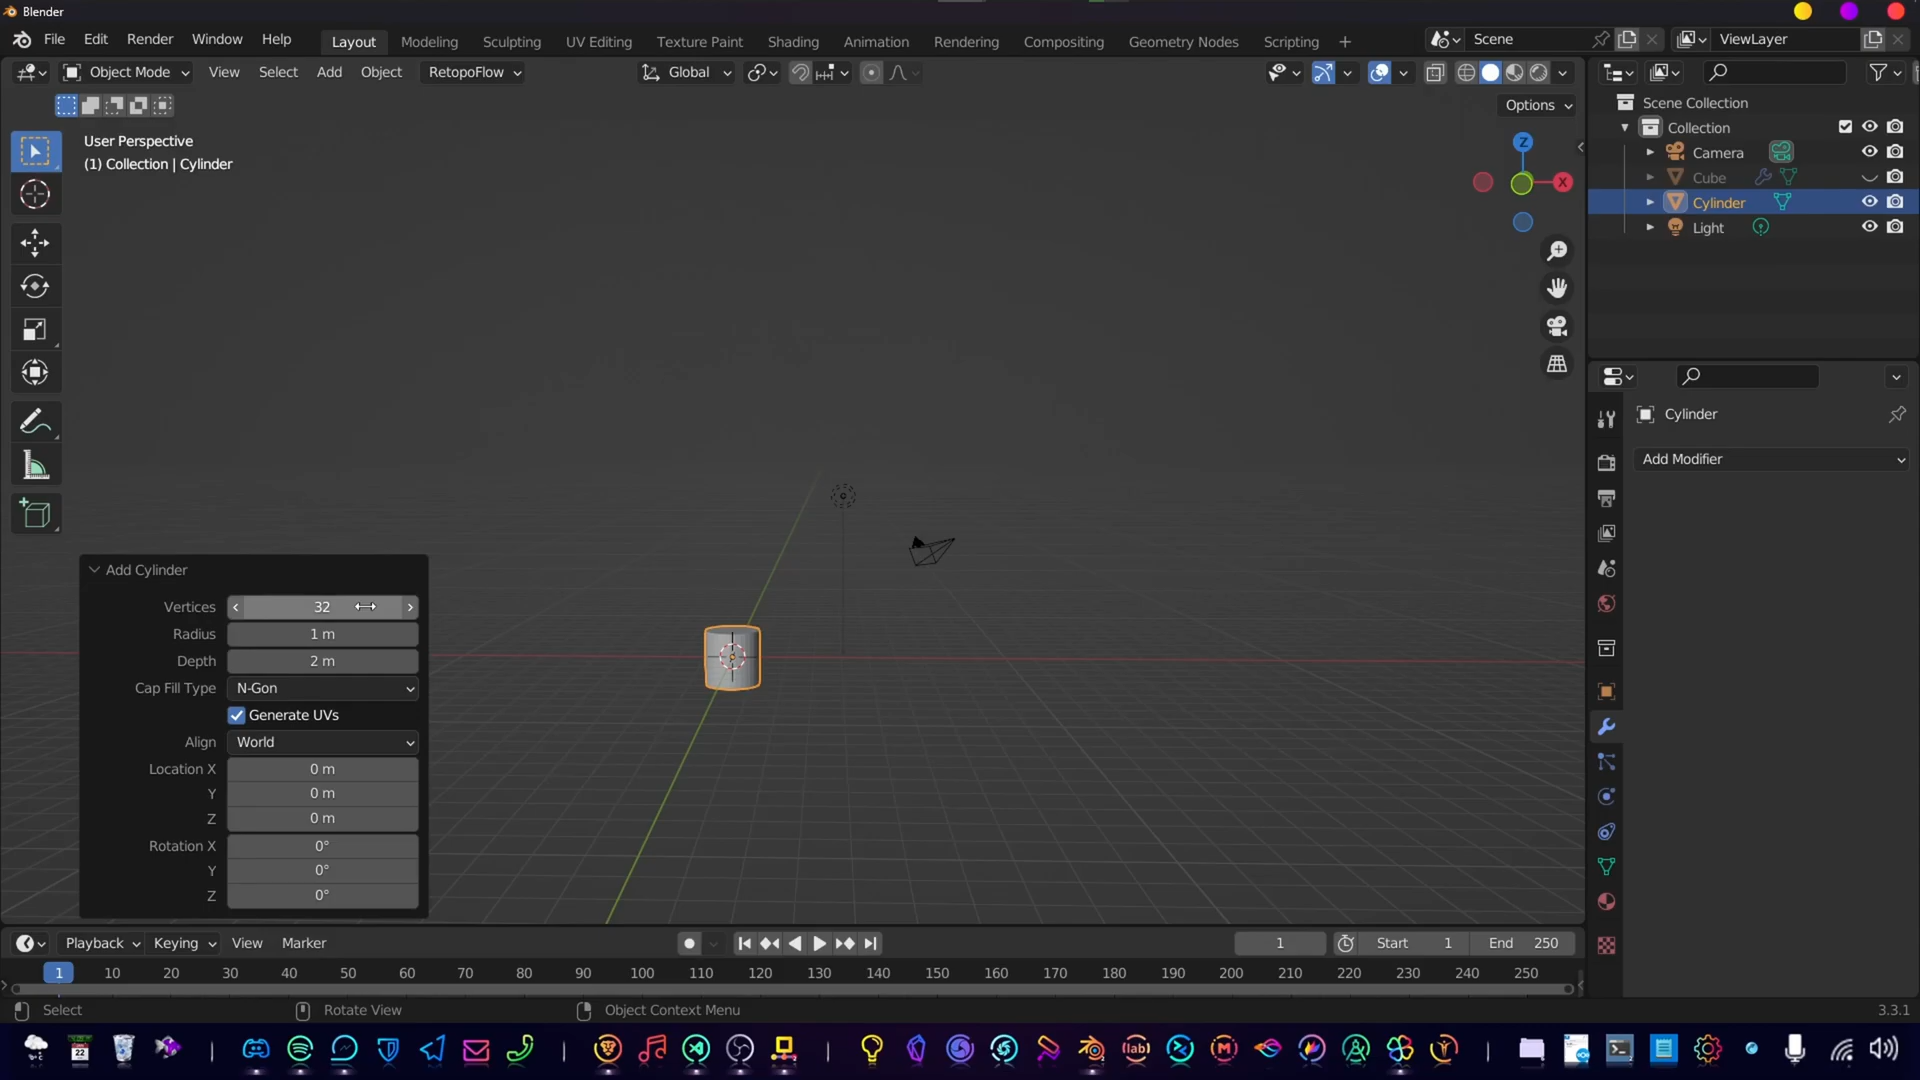 Blender
File Edit Render Window Help Layout Modeling Sculpting UV Editing Texture Paint Shading Animation Rendering Compositing Geometry Nodes Scripting + Scene ViewLayer
Object Mode View Select Add Object RetopoFlow Global
Options
User Perspective
(1) Collection | Cylinder
Z
X
Scene Collection
Collection
Camera
Cube
Cylinder
Light
Cylinder
Add Modifier
Add Cylinder
Vertices 32
Radius 1 m
Depth 2 m
Cap Fill Type N-Gon
Generate UVs
Align World
Location X 0 m
Y 0 m
Z 0 m
Rotation X 0°
Y 0°
Z 0°
Playback Keying View Marker 1 Start 1 End 250
1 10 20 30 40 50 60 70 80 90 100 110 120 130 140 150 160 170 180 190 200 210 220 230 240 250
Select Rotate View Object Context Menu 3.3.1
22 lab M